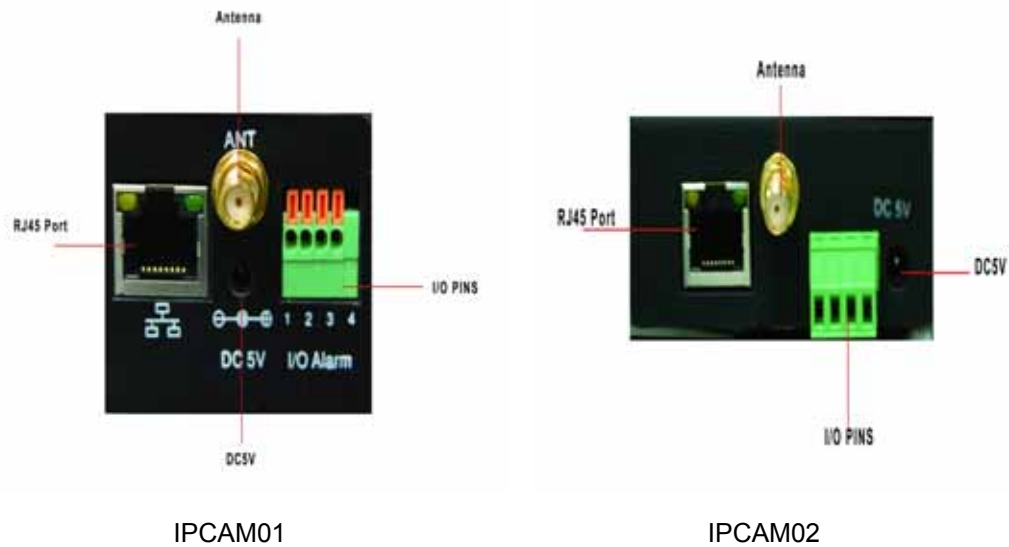 Antenna
ANT
RJ45 Port
I/O PINS
1 2 3 4
DC 5V I/O Alarm
DC5V
IPCAM01
Antenna
RJ45 Port
DC 5V
DC5V
I/O PINS
IPCAM02